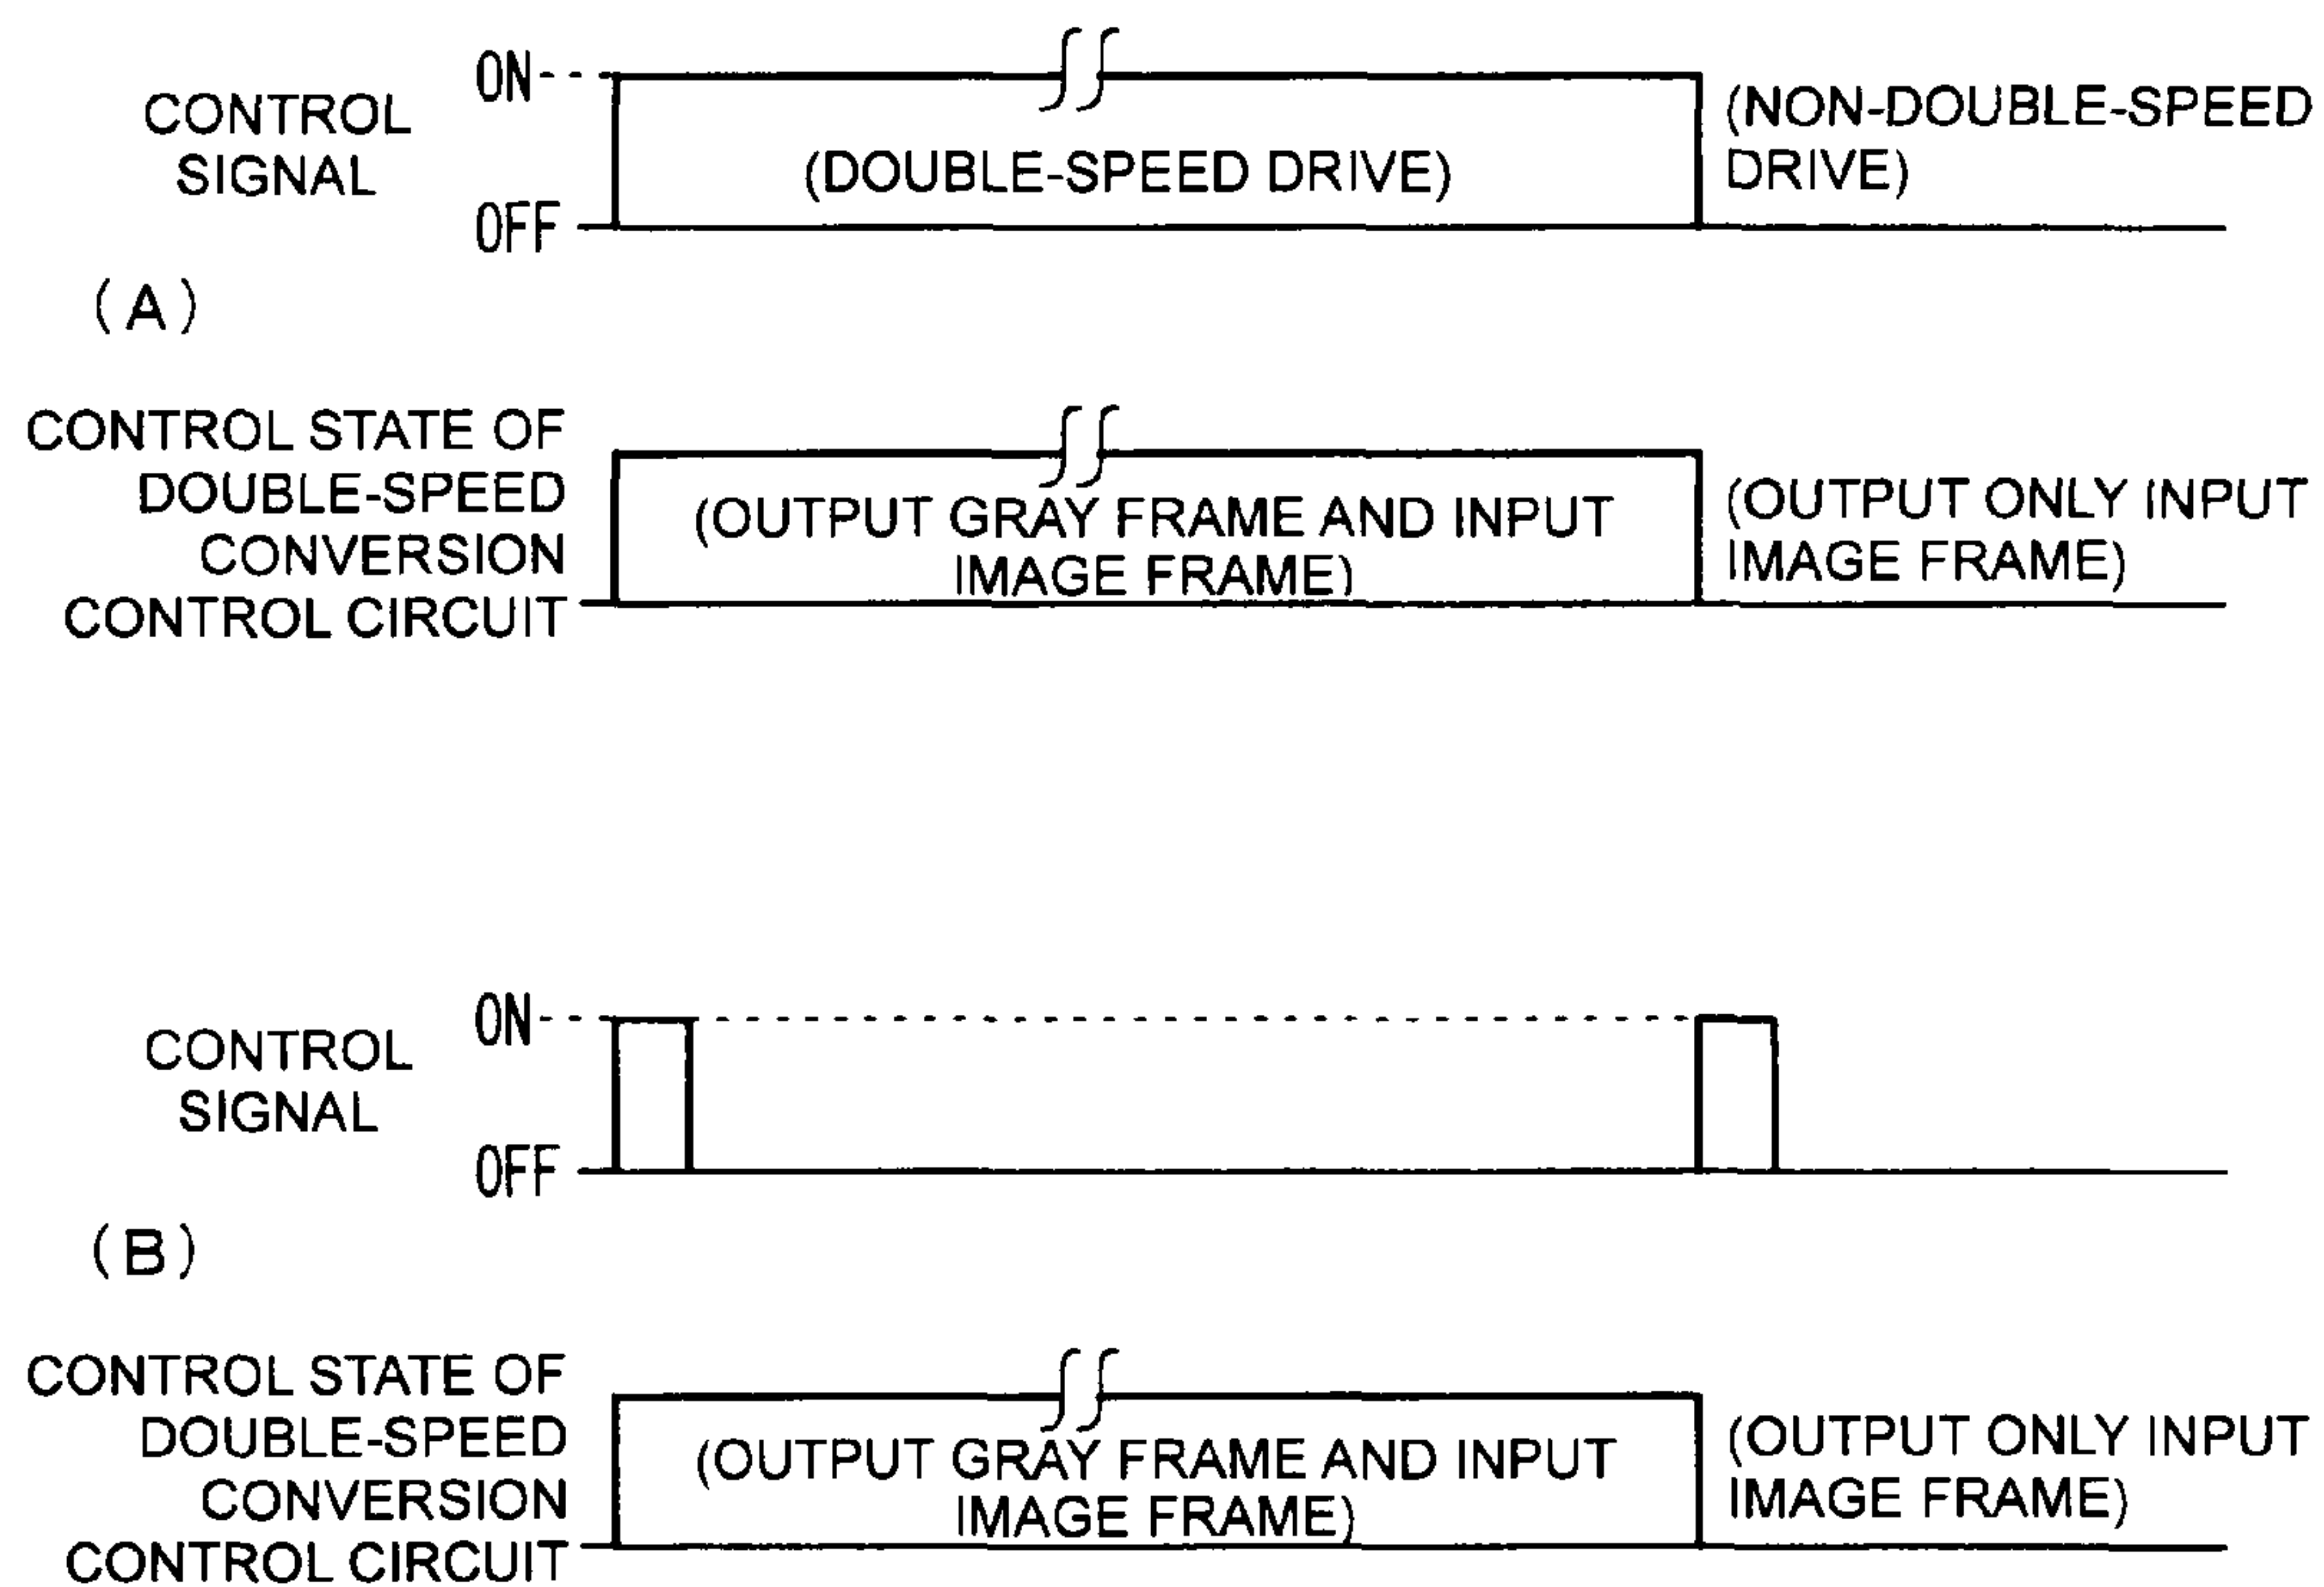 CONTROL
SIGNAL
ON
OFF
(DOUBLE-SPEED DRIVE)
(NON-DOUBLE-SPEED
DRIVE)
(A)
CONTROL STATE OF
DOUBLE-SPEED
CONVERSION
CONTROL CIRCUIT
(OUTPUT GRAY FRAME AND INPUT
IMAGE FRAME)
(OUTPUT ONLY INPUT
IMAGE FRAME)
CONTROL
SIGNAL
ON
OFF
(B)
CONTROL STATE OF
DOUBLE-SPEED
CONVERSION
CONTROL CIRCUIT
(OUTPUT GRAY FRAME AND INPUT
IMAGE FRAME)
(OUTPUT ONLY INPUT
IMAGE FRAME)